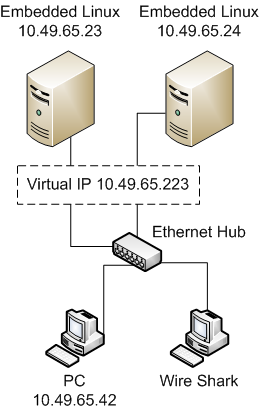 Embedded Linux
10.49.65.23
Embedded Linux
10.49.65.24
Virtual IP 10.49.65.223
Ethernet Hub
PC
10.49.65.42
Wire Shark